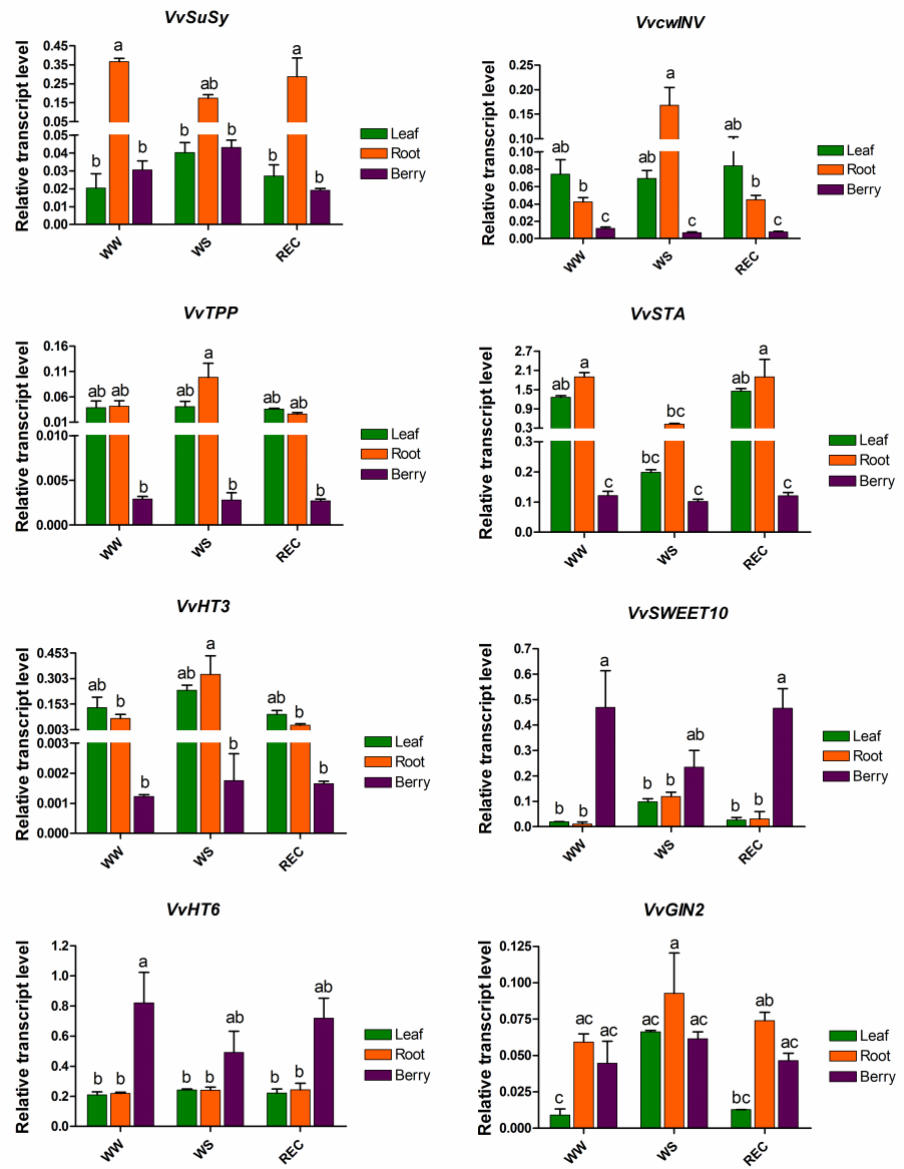 VvSuSy
Relative transcript level
0.45
0.35
0.25
0.15
0.05
0.05
0.04
0.03
0.02
0.01
0.00
b a b
b ab b
b a b
WW WS REC
Leaf
Root
Berry
VvcwINV
Relative transcript level
0.25
0.20
0.15
0.10
0.10
0.08
0.06
0.04
0.02
0.00
ab b c
ab a c
ab b c
WW WS REC
Leaf
Root
Berry
VvTPP
Relative transcript level
0.16
0.11
0.06
0.01
0.010
0.005
0.000
ab ab b
ab a b
ab ab b
WW WS REC
Leaf
Root
Berry
VvSTA
Relative transcript level
2.7
2.1
1.5
0.9
0.3
0.3
0.2
0.1
0.0
ab a c
bc bc c
ab a c
WW WS REC
Leaf
Root
Berry
VvHT3
Relative transcript level
0.453
0.303
0.153
0.003
0.003
0.002
0.001
0.000
ab b b
ab a b
ab b b
WW WS REC
Leaf
Root
Berry
VvSWEET10
Relative transcript level
0.7
0.6
0.5
0.4
0.3
0.2
0.1
0.0
b b a
b b ab
b b a
WW WS REC
Leaf
Root
Berry
VvHT6
Relative transcript level
1.2
1.0
0.8
0.6
0.4
0.2
0.0
b b a
b b ab
b b ab
WW WS REC
Leaf
Root
Berry
VvGIN2
Relative transcript level
0.125
0.100
0.075
0.050
0.025
0.000
c ac ac
ac a ac
bc ab ac
WW WS REC
Leaf
Root
Berry